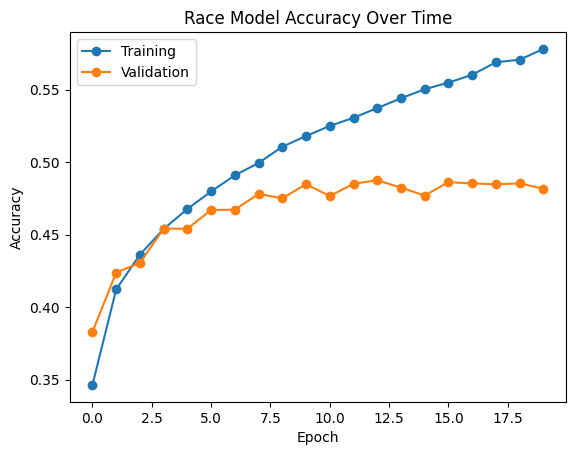 Race Model Accuracy Over Time
Training
Validation
Accuracy
0.55
0.50
0.45
0.40
0.35
0.0 2.5 5.0 7.5 10.0 12.5 15.0 17.5
Epoch